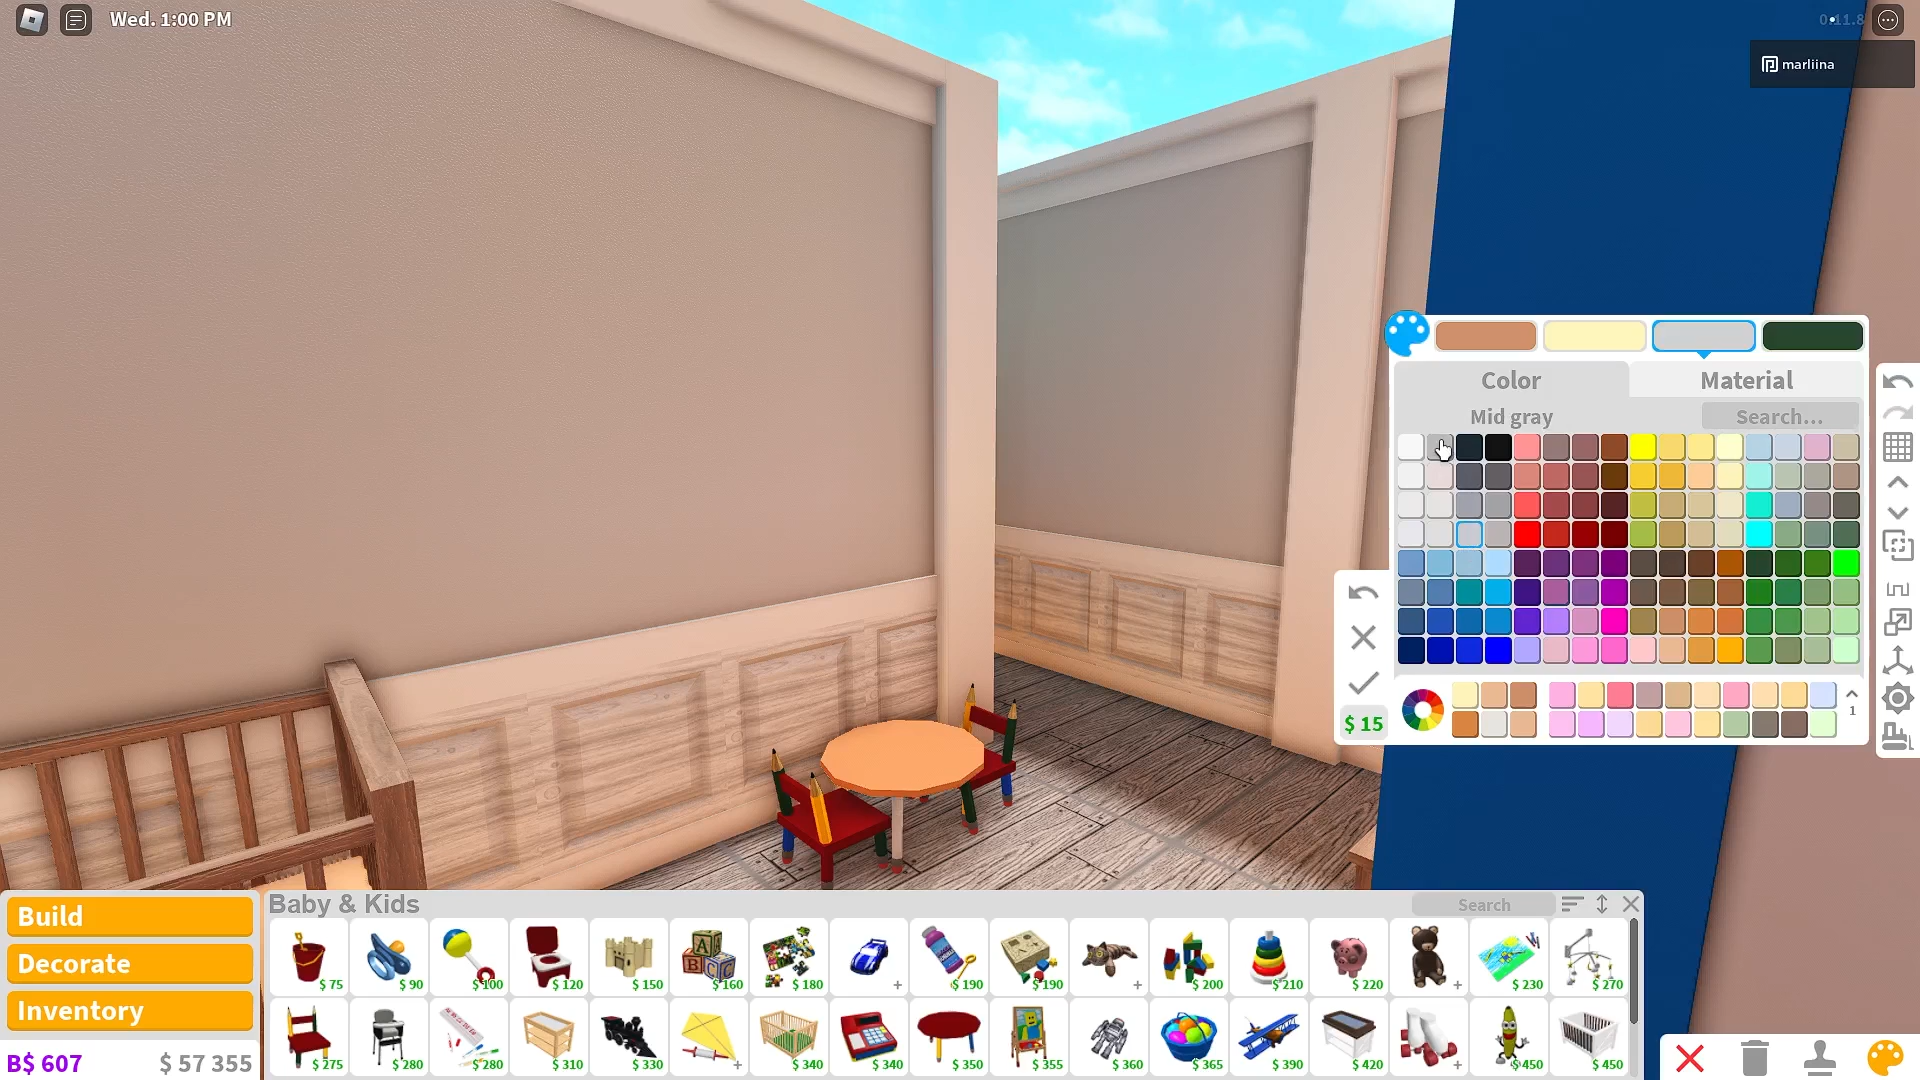 Wed. 1:00 PM
marliina
Color
Material
Mid gray
Search...
$ 15
1
Build
Decorate
Inventory
B$ 607
$ 57 355
Baby & Kids
Search
$ 75
$ 90
$ 100
$ 120
$ 150
$ 160
$ 180
+
$ 190
$ 190
+
$ 200
$ 210
$ 220
+
$ 230
$ 270
$ 275
$ 280
$ 280
$ 310
$ 330
+
$ 340
$ 340
$ 350
$ 355
$ 360
$ 365
$ 390
$ 420
+
$ 450
$ 450